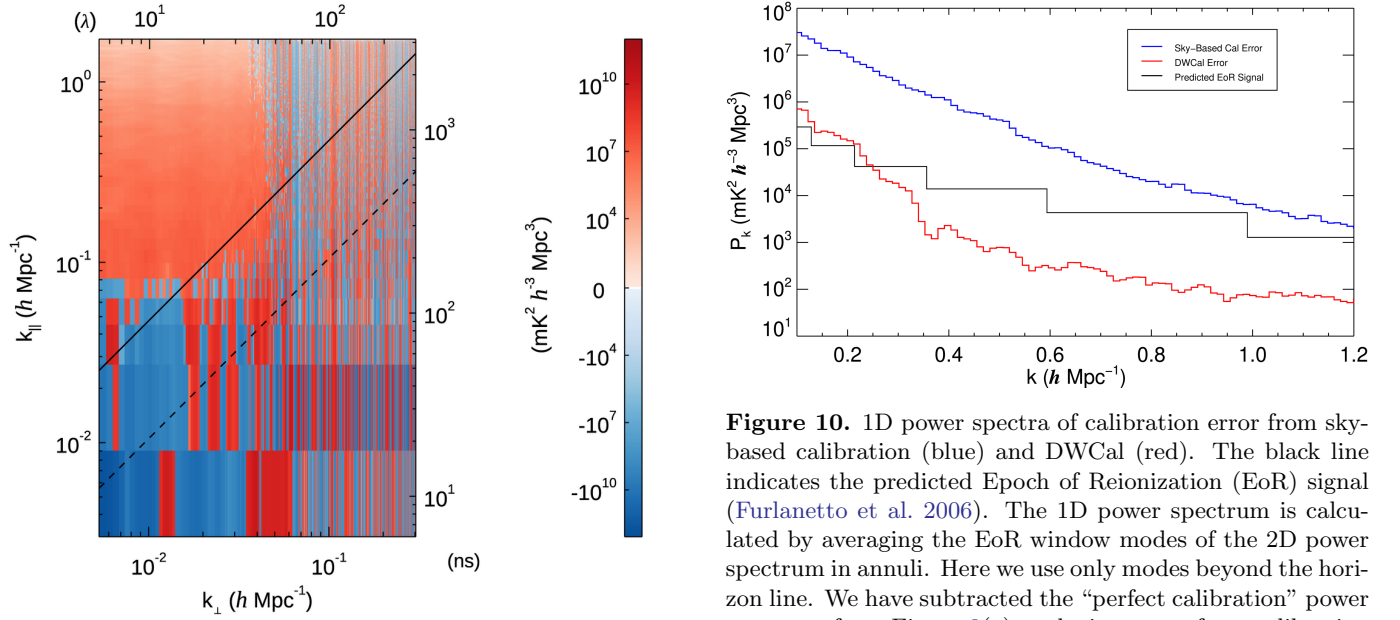 (λ) 10¹ 10²
10⁰
10⁻¹
10⁻²
k∥ (h Mpc⁻¹)
10³
10²
10¹
10⁻² 10⁻¹ (ns)
k⊥ (h Mpc⁻¹)
(mK² h⁻³ Mpc³)
10¹⁰
10⁷
10⁴
0
-10⁴
-10⁷
-10¹⁰
10⁸
10⁷
10⁶
10⁵
10⁴
10³
10²
10¹
P_k (mK² h⁻³ Mpc³)
Sky-Based Cal Error
DWCal Error
Predicted EoR Signal
0.2 0.4 0.6 0.8 1.0 1.2
k (h Mpc⁻¹)
Figure 10. 1D power spectra of calibration error from sky-
based calibration (blue) and DWCal (red). The black line
indicates the predicted Epoch of Reionization (EoR) signal
(Furlanetto et al. 2006). The 1D power spectrum is calcu-
lated by averaging the EoR window modes of the 2D power
spectrum in annuli. Here we use only modes beyond the hori-
zon line. We have subtracted the “perfect calibration” power